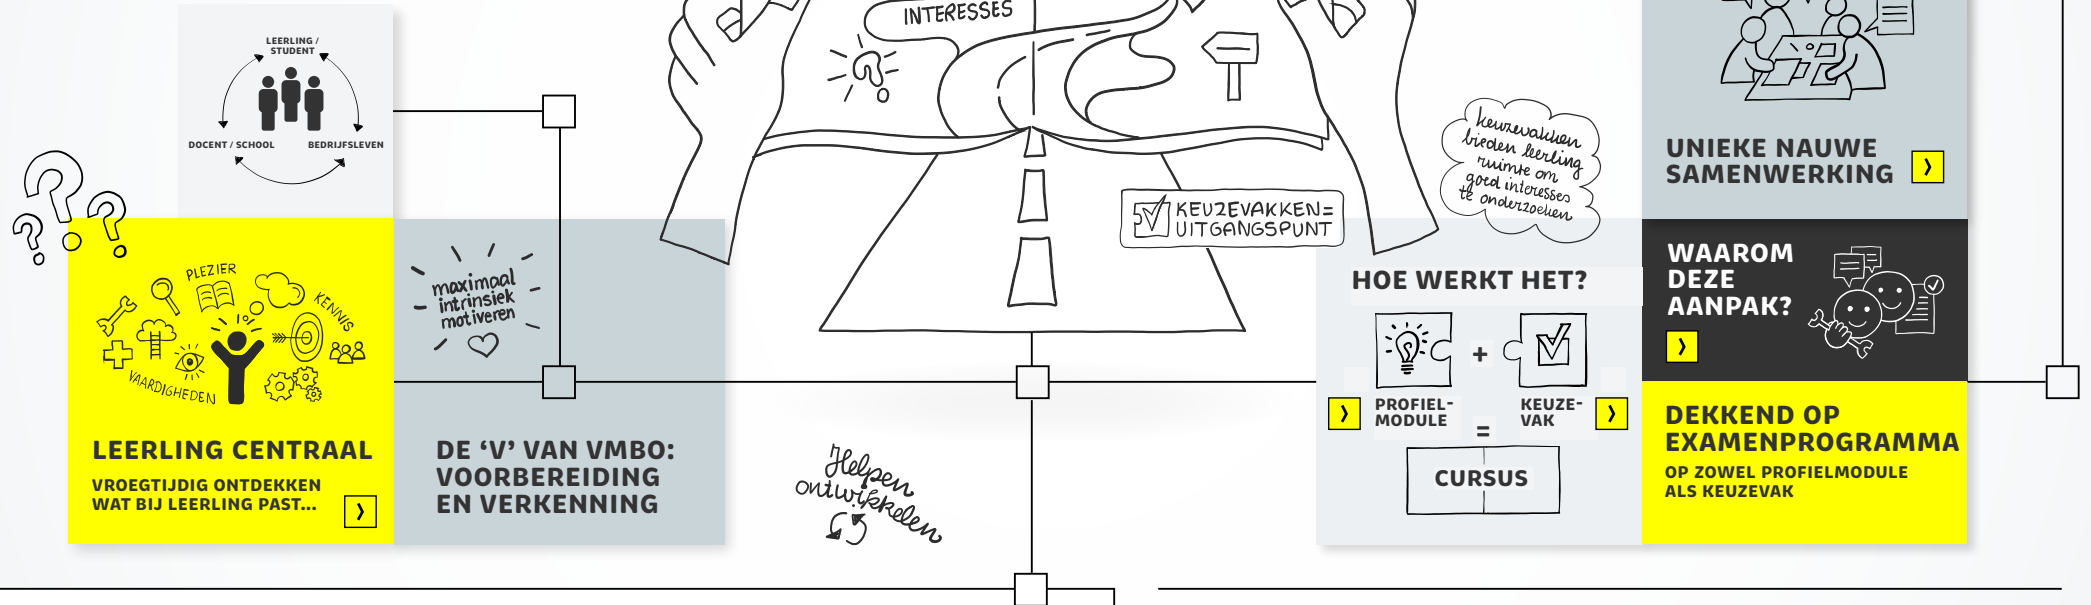 INTERESSES
LEERLING /
STUDENT
DOCENT / SCHOOL
BEDRIJFSLEVEN
PLEZIER
KENNIS
VAARDIGHEDEN
LEERLING CENTRAAL
VROEGTIJDIG ONTDEKKEN
WAT BIJ LEERLING PAST...
maximaal
intrinsiek
motiveren
DE ‘V’ VAN VMBO:
VOORBEREIDING
EN VERKENNING
Helpen
ontwikkelen
KEUZEVAKKEN=
UITGANGSPUNT
keuzevakken
bieden leerling
ruimte om
goed interesses
te onderzoeken
HOE WERKT HET?
+
PROFIEL-
MODULE
KEUZE-
VAK
=
CURSUS
UNIEKE NAUWE
SAMENWERKING
WAAROM
DEZE
AANPAK?
DEKKEND OP
EXAMENPROGRAMMA
OP ZOWEL PROFIELMODULE
ALS KEUZEVAK